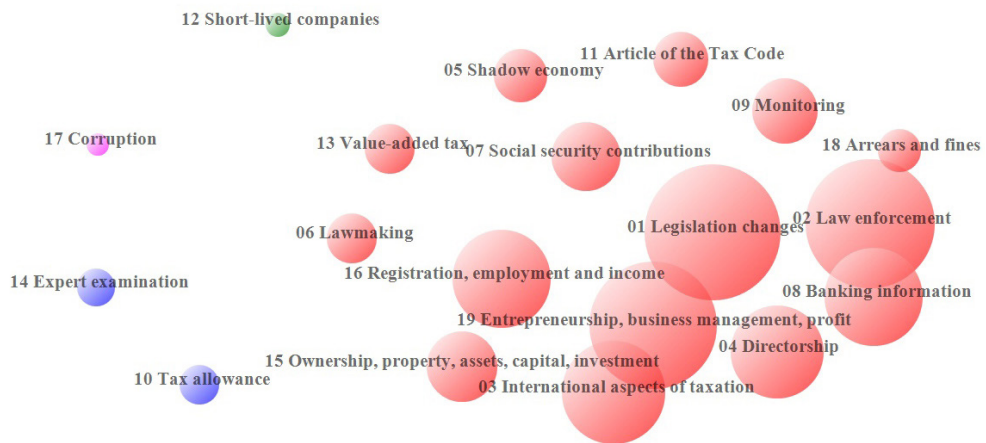 12 Short-lived companies
11 Article of the Tax Code
05 Shadow economy
09 Monitoring
17 Corruption
13 Value-added tax
07 Social security contributions
18 Arrears and fines
02 Law enforcement
01 Legislation changes
06 Lawmaking
16 Registration, employment and income
14 Expert examination
08 Banking information
19 Entrepreneurship, business management, profit
04 Directorship
15 Ownership, property, assets, capital, investment
10 Tax allowance
03 International aspects of taxation